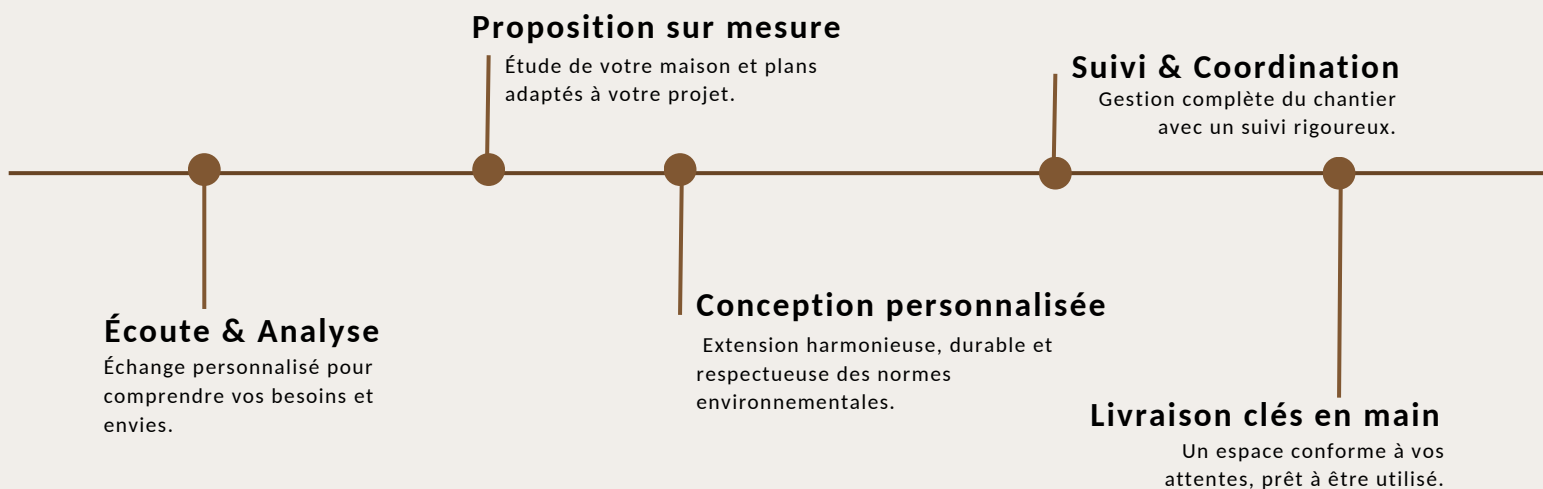 Écoute & Analyse
Échange personnalisé pour
comprendre vos besoins et
envies.
Proposition sur mesure
Étude de votre maison et plans
adaptés à votre projet.
Conception personnalisée
Extension harmonieuse, durable et
respectueuse des normes
environnementales.
Suivi & Coordination
Gestion complète du chantier
avec un suivi rigoureux.
Livraison clés en main
Un espace conforme à vos
attentes, prêt à être utilisé.